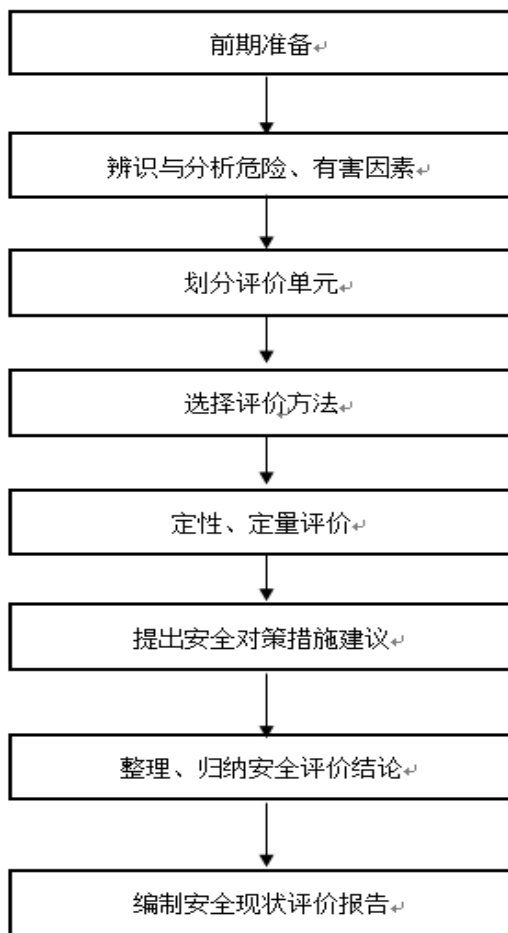 前期准备
辨识与分析危险、有害因素
划分评价单元
选择评价方法
定性、定量评价
提出安全对策措施建议
整理、归纳安全评价结论
编制安全现状评价报告